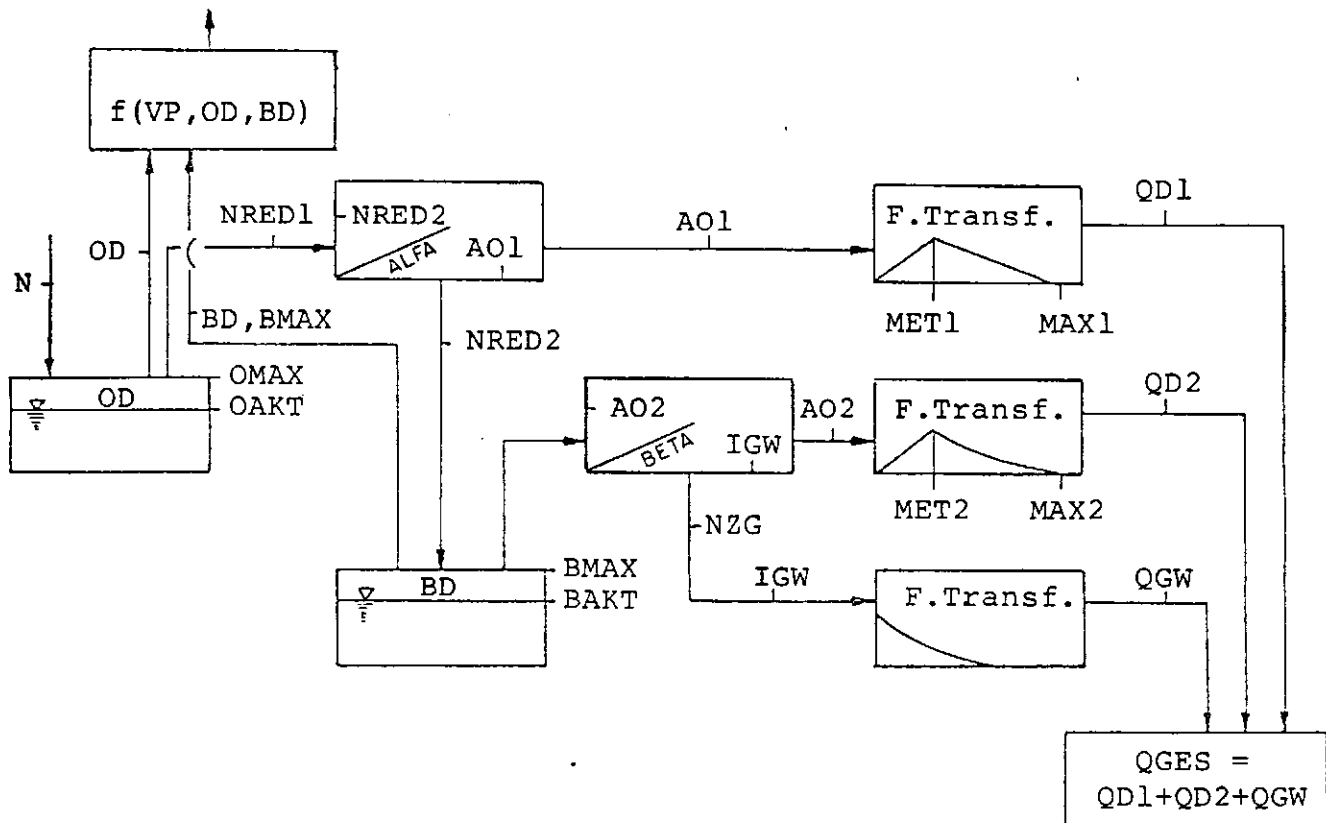 f(VP,OD,BD)
NRED1
NRED2
ALFA
AO1
AO1
F.Transf.
QD1
OD
N
BD,BMAX
NRED2
MET1
MAX1
OMAX
OD
OAKT
AO2
BETA
IGW
AO2
F.Transf.
QD2
MET2
MAX2
NZG
BMAX
BD
BAKT
IGW
F.Transf.
QGW
QGES =
QD1+QD2+QGW